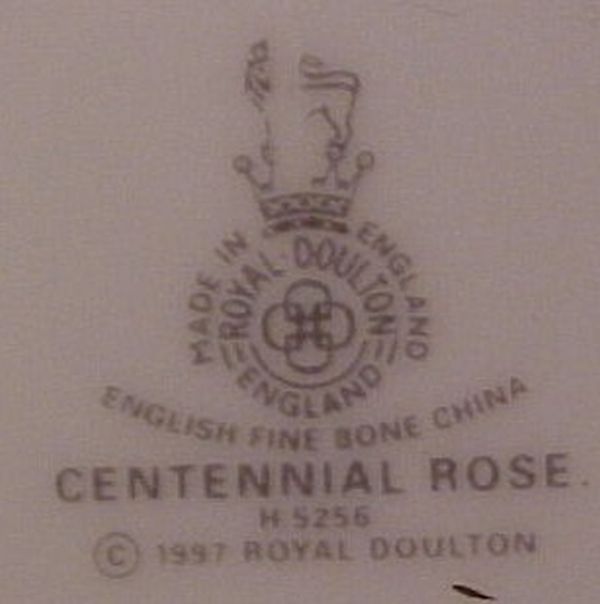 MADE IN ENGLAND
ROYAL DOULTON
ENGLAND
ENGLISH FINE BONE CHINA
CENTENNIAL ROSE.
H 5256
© 1997 ROYAL DOULTON